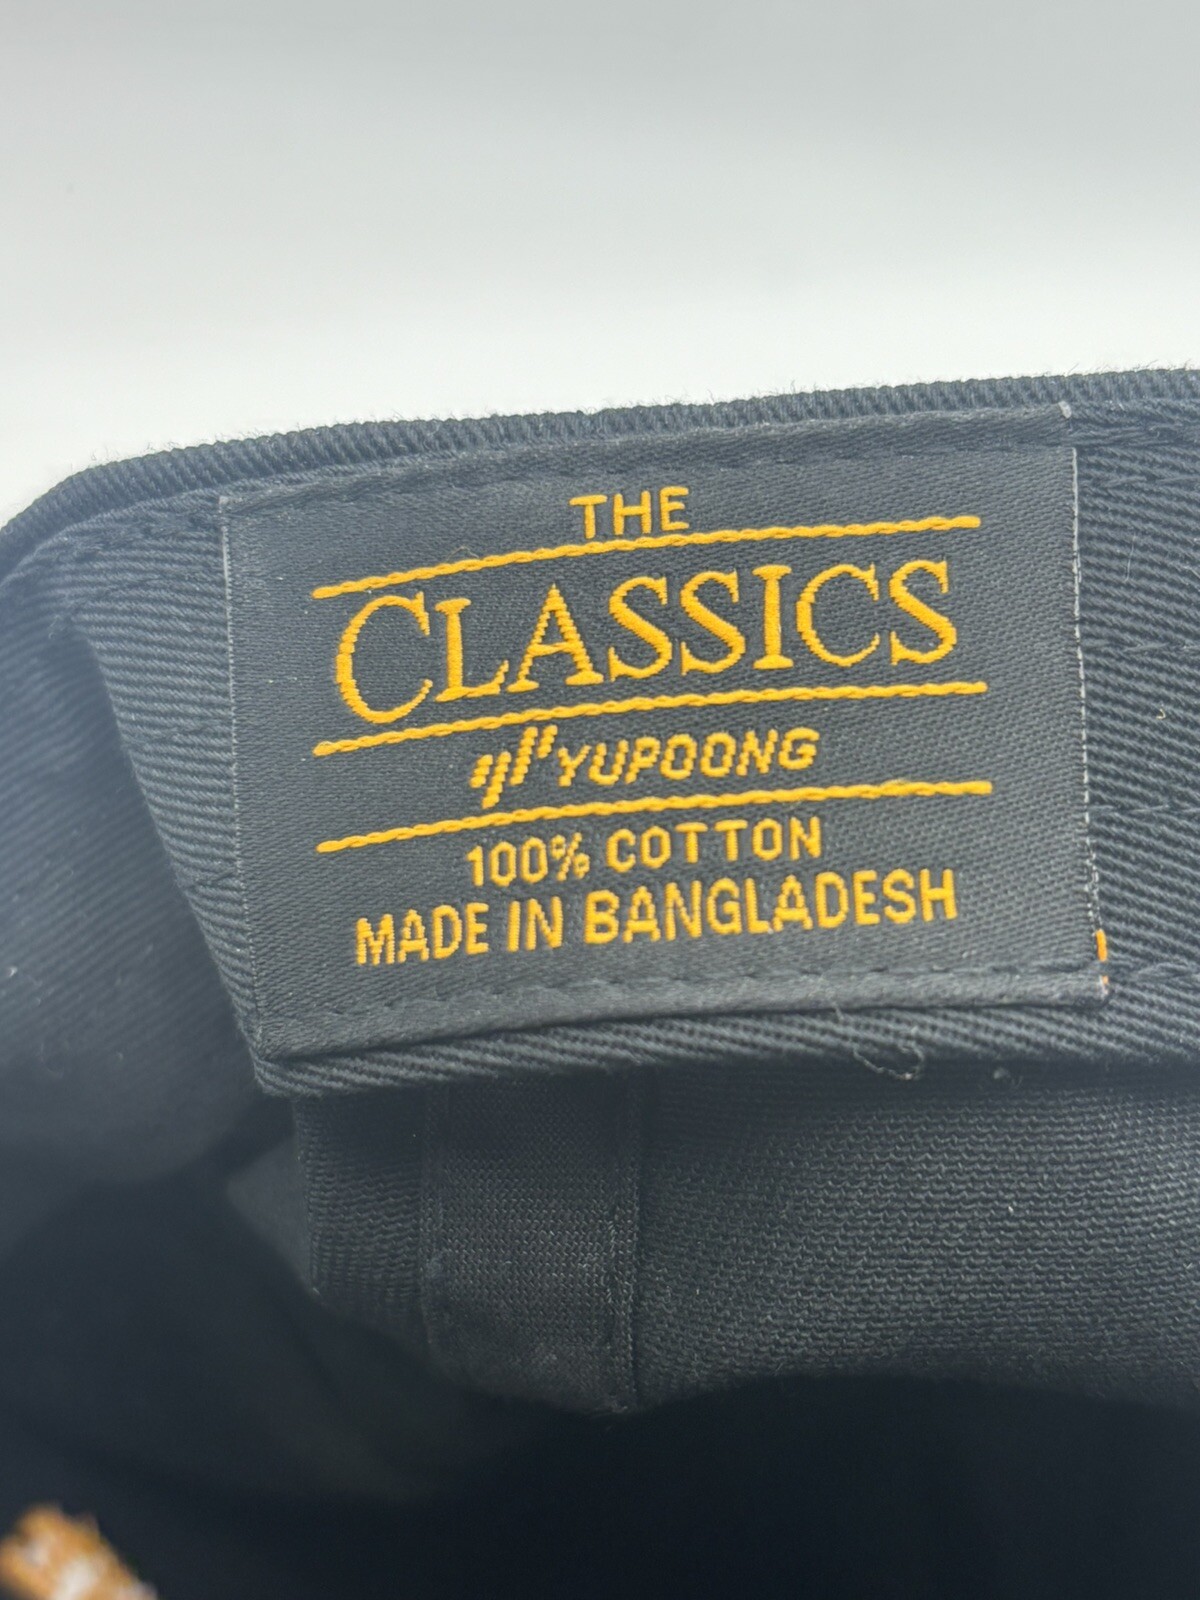 THE
CLASSICS
YUPOONG
100% COTTON
MADE IN BANGLADESH